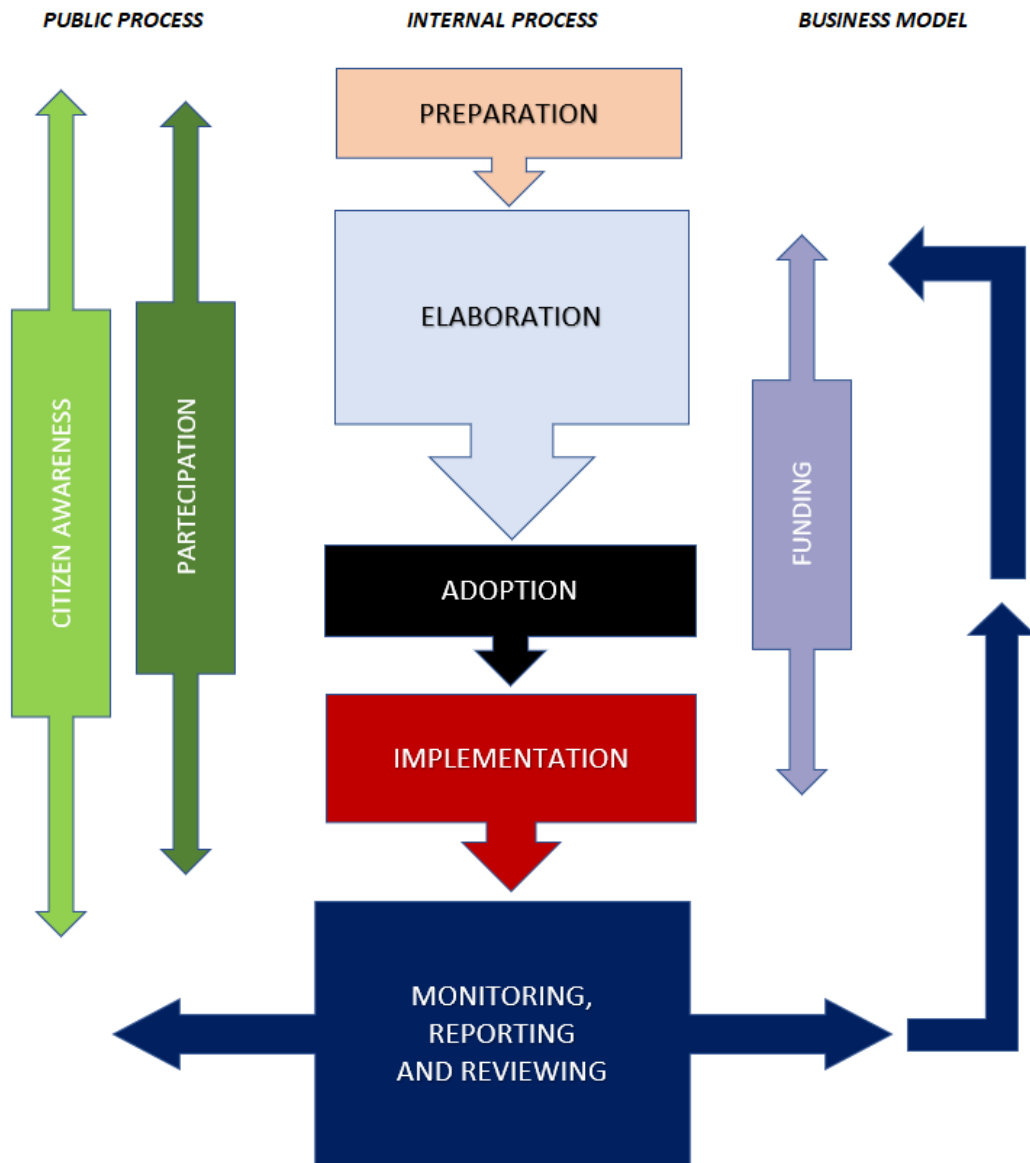 PUBLIC PROCESS
INTERNAL PROCESS
BUSINESS MODEL
PREPARATION
ELABORATION
CITIZEN AWARENESS
PARTECIPATION
FUNDING
ADOPTION
IMPLEMENTATION
MONITORING,
REPORTING
AND REVIEWING